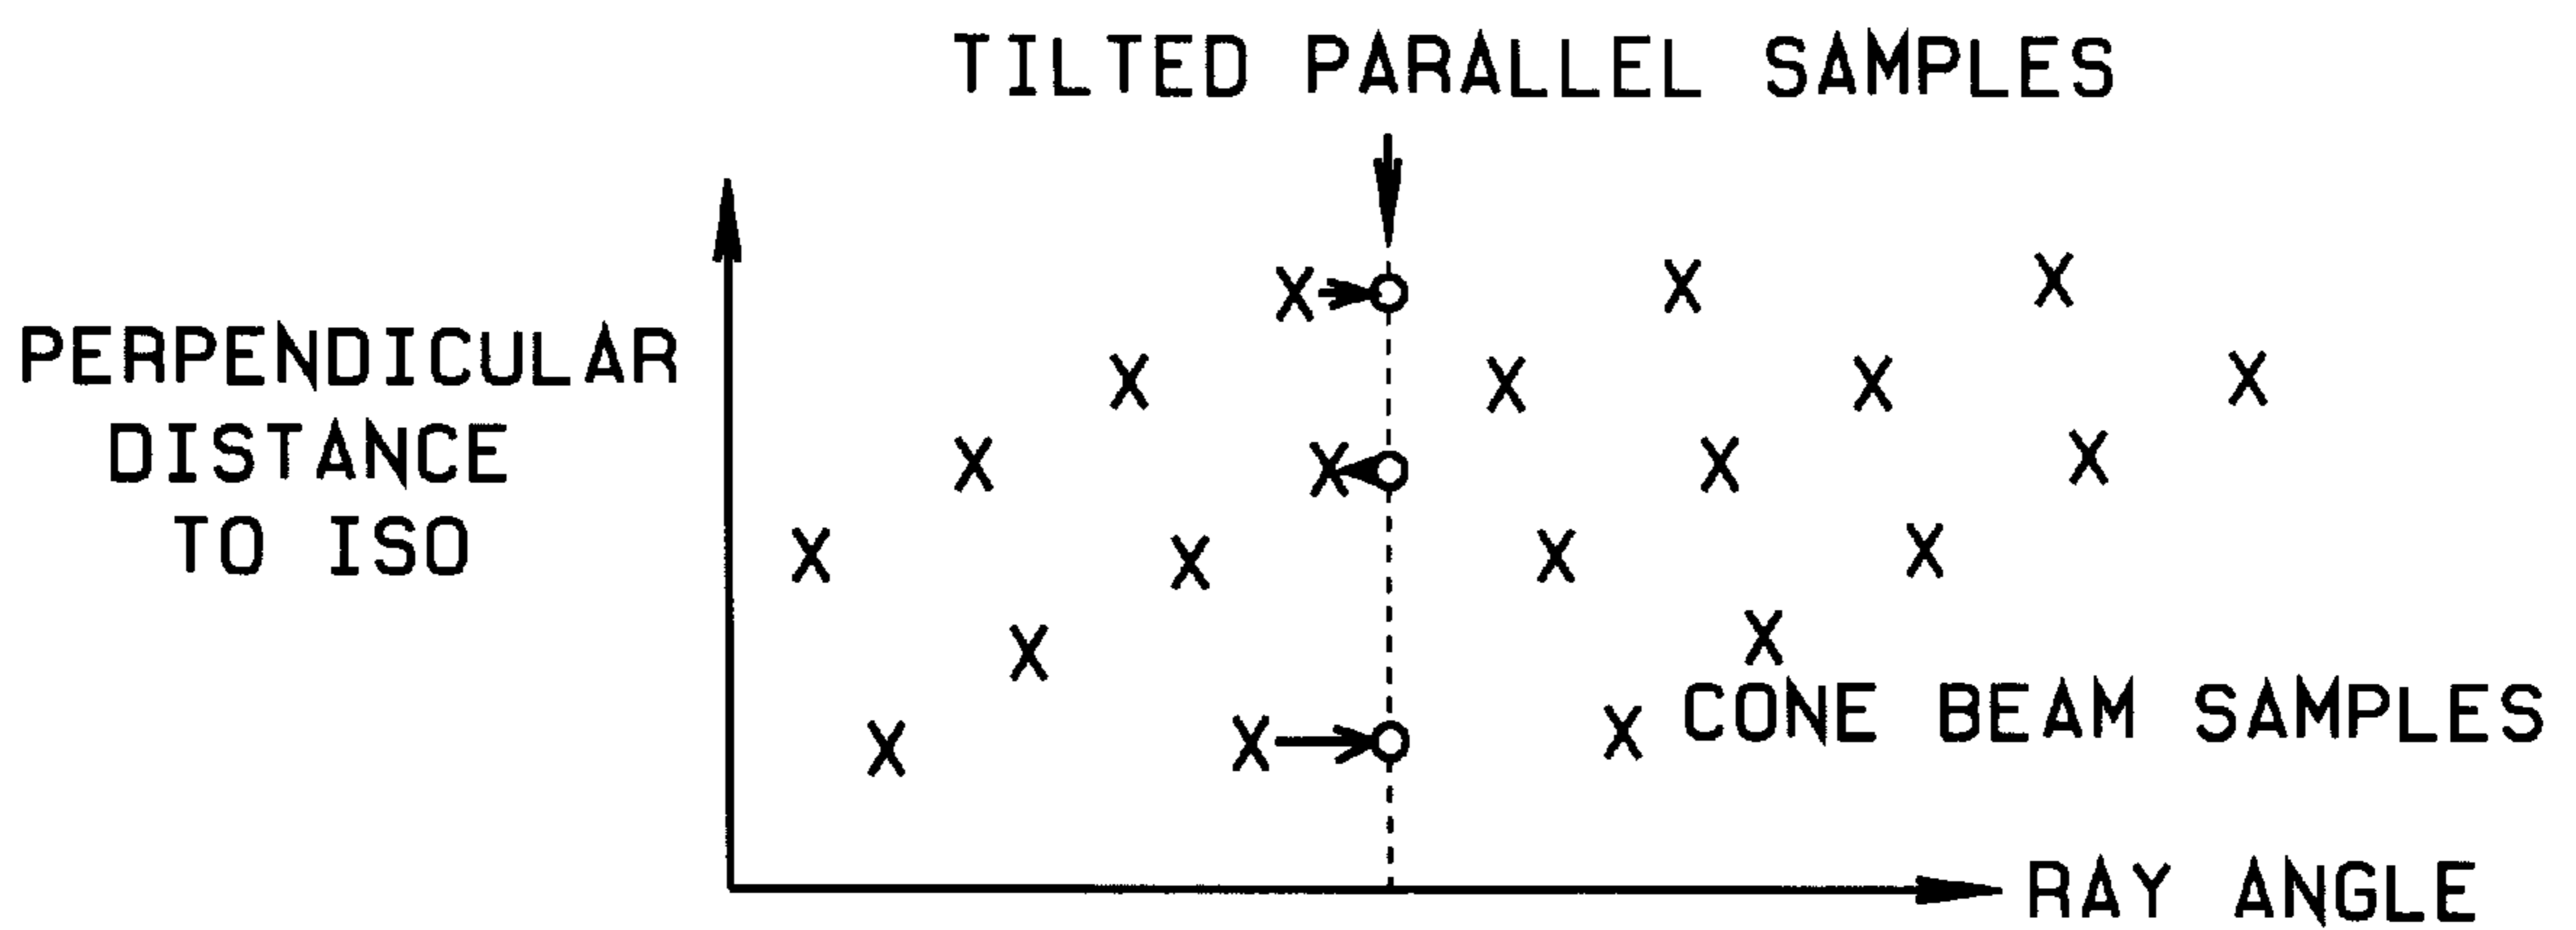 TILTED PARALLEL SAMPLES
PERPENDICULAR
DISTANCE
TO ISO
CONE BEAM SAMPLES
RAY ANGLE